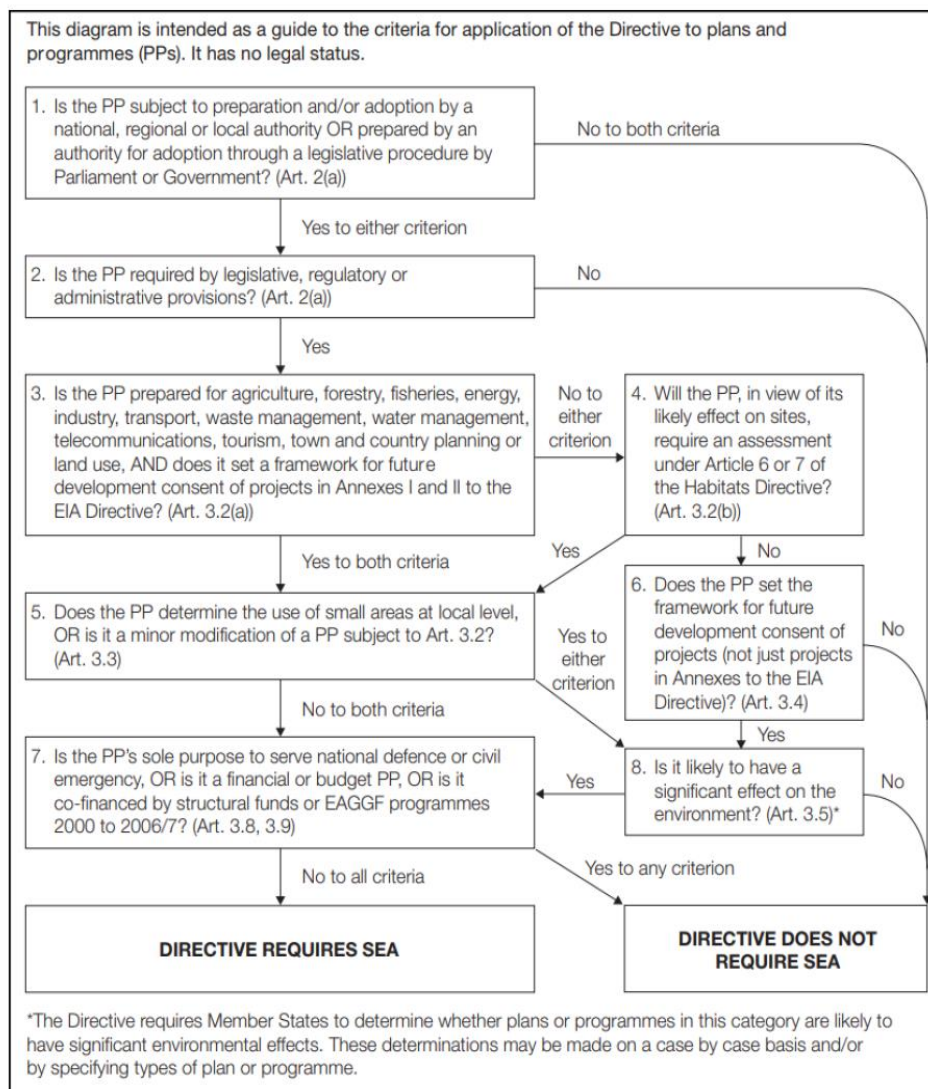 This diagram is intended as a guide to the criteria for application of the Directive to plans and
programmes (PPs). It has no legal status.
1. Is the PP subject to preparation and/or adoption by a
national, regional or local authority OR prepared by an
authority for adoption through a legislative procedure by
Parliament or Government? (Art. 2(a))
No to both criteria
Yes to either criterion
2. Is the PP required by legislative, regulatory or
administrative provisions? (Art. 2(a))
No
Yes
3. Is the PP prepared for agriculture, forestry, fisheries, energy,
industry, transport, waste management, water management,
telecommunications, tourism, town and country planning or
land use, AND does it set a framework for future
development consent of projects in Annexes I and II to the
EIA Directive? (Art. 3.2(a))
No to
either
criterion
4. Will the PP, in view of its
likely effect on sites,
require an assessment
under Article 6 or 7 of
the Habitats Directive?
(Art. 3.2(b))
Yes to both criteria
Yes
No
5. Does the PP determine the use of small areas at local level,
OR is it a minor modification of a PP subject to Art. 3.2?
(Art. 3.3)
Yes to
either
criterion
6. Does the PP set the
framework for future
development consent of
projects (not just projects
in Annexes to the EIA
Directive)? (Art. 3.4)
No
No to both criteria
Yes
7. Is the PP's sole purpose to serve national defence or civil
emergency, OR is it a financial or budget PP, OR is it
co-financed by structural funds or EAGGF programmes
2000 to 2006/7? (Art. 3.8, 3.9)
Yes
8. Is it likely to have a
significant effect on the
environment? (Art. 3.5)*
No
No to all criteria
Yes to any criterion
DIRECTIVE REQUIRES SEA
DIRECTIVE DOES NOT
REQUIRE SEA
*The Directive requires Member States to determine whether plans or programmes in this category are likely to
have significant environmental effects. These determinations may be made on a case by case basis and/or
by specifying types of plan or programme.